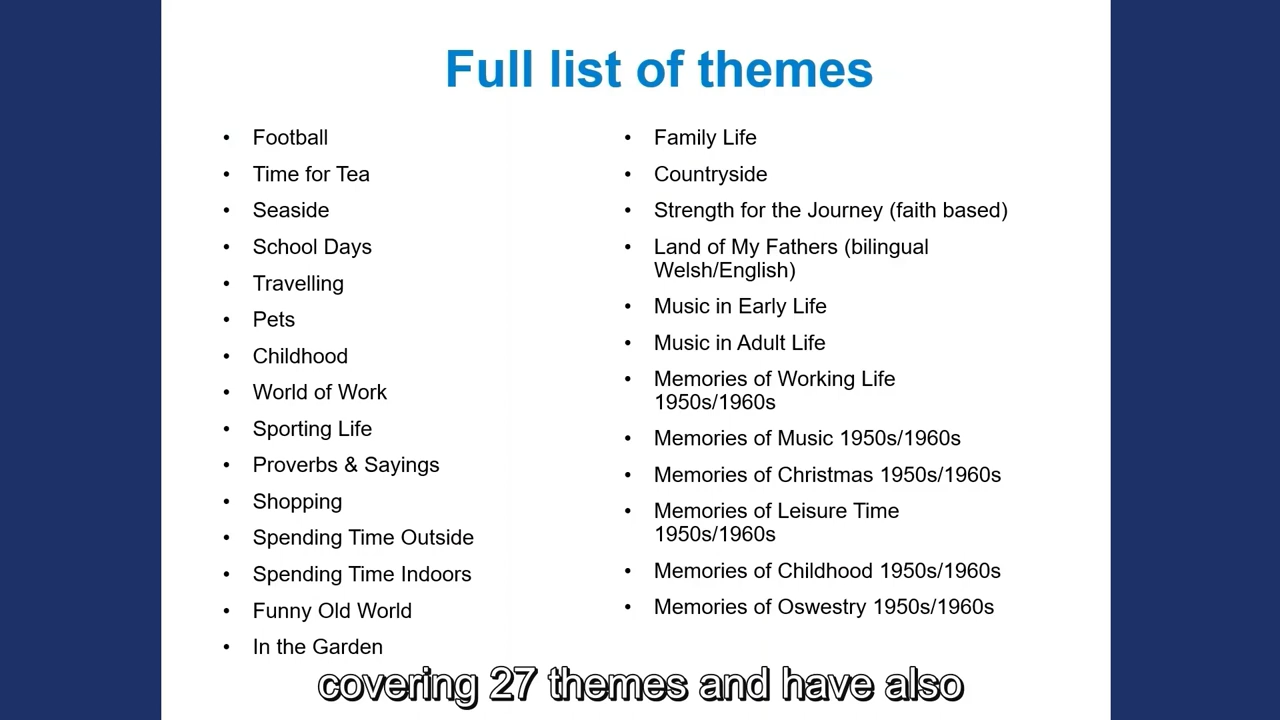 Full list of themes
• Football
• Time for Tea
• Seaside
• School Days
• Travelling
• Pets
• Childhood
• World of Work
• Sporting Life
• Proverbs & Sayings
• Shopping
• Spending Time Outside
• Spending Time Indoors
• Funny Old World
• In the Garden
• Family Life
• Countryside
• Strength for the Journey (faith based)
• Land of My Fathers (bilingual
Welsh/English)
• Music in Early Life
• Music in Adult Life
• Memories of Working Life
1950s/1960s
• Memories of Music 1950s/1960s
• Memories of Christmas 1950s/1960s
• Memories of Leisure Time
1950s/1960s
• Memories of Childhood 1950s/1960s
• Memories of Oswestry 1950s/1960s
covering 27 themes and have also